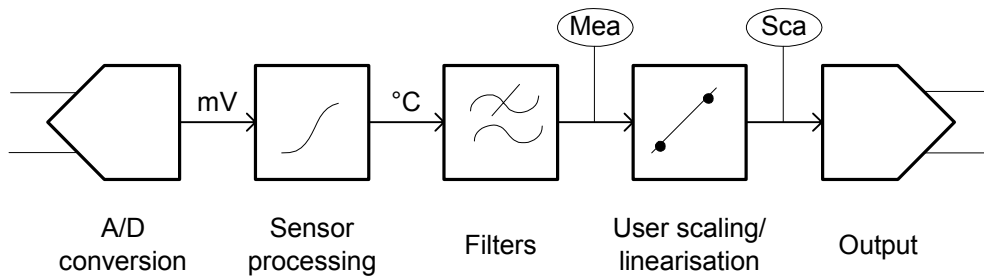 Mea
Sca
mV
°C
A/D
conversion
Sensor
processing
Filters
User scaling/
linearisation
Output